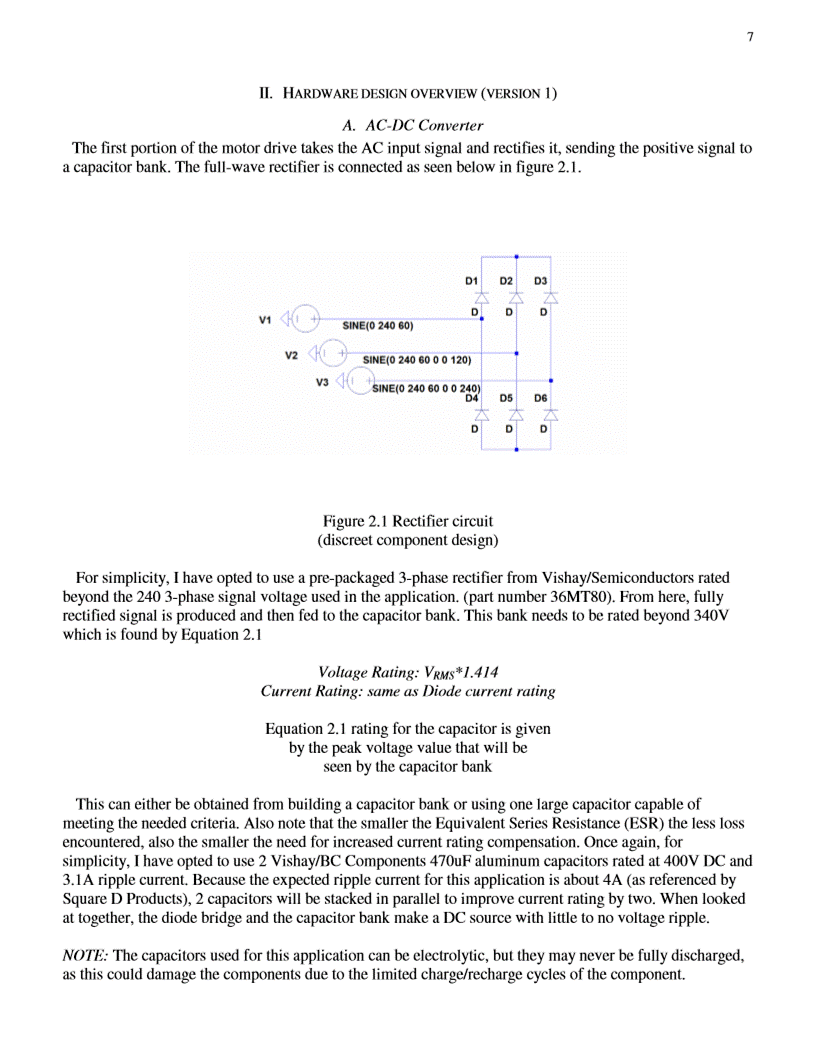 7
II. HARDWARE DESIGN OVERVIEW (VERSION 1)
A. AC-DC Converter
The first portion of the motor drive takes the AC input signal and rectifies it, sending the positive signal to
a capacitor bank. The full-wave rectifier is connected as seen below in figure 2.1.
D1 D2 D3
D D D
V1 SINE(0 240 60)
V2 SINE(0 240 60 0 0 120)
V3 SINE(0 240 60 0 0 240)
D4 D5 D6
D D D
Figure 2.1 Rectifier circuit
(discreet component design)
For simplicity, I have opted to use a pre-packaged 3-phase rectifier from Vishay/Semiconductors rated
beyond the 240 3-phase signal voltage used in the application. (part number 36MT80). From here, fully
rectified signal is produced and then fed to the capacitor bank. This bank needs to be rated beyond 340V
which is found by Equation 2.1
Voltage Rating: VRMS*1.414
Current Rating: same as Diode current rating
Equation 2.1 rating for the capacitor is given
by the peak voltage value that will be
seen by the capacitor bank
This can either be obtained from building a capacitor bank or using one large capacitor capable of
meeting the needed criteria. Also note that the smaller the Equivalent Series Resistance (ESR) the less loss
encountered, also the smaller the need for increased current rating compensation. Once again, for
simplicity, I have opted to use 2 Vishay/BC Components 470uF aluminum capacitors rated at 400V DC and
3.1A ripple current. Because the expected ripple current for this application is about 4A (as referenced by
Square D Products), 2 capacitors will be stacked in parallel to improve current rating by two. When looked
at together, the diode bridge and the capacitor bank make a DC source with little to no voltage ripple.
NOTE: The capacitors used for this application can be electrolytic, but they may never be fully discharged,
as this could damage the components due to the limited charge/recharge cycles of the component.